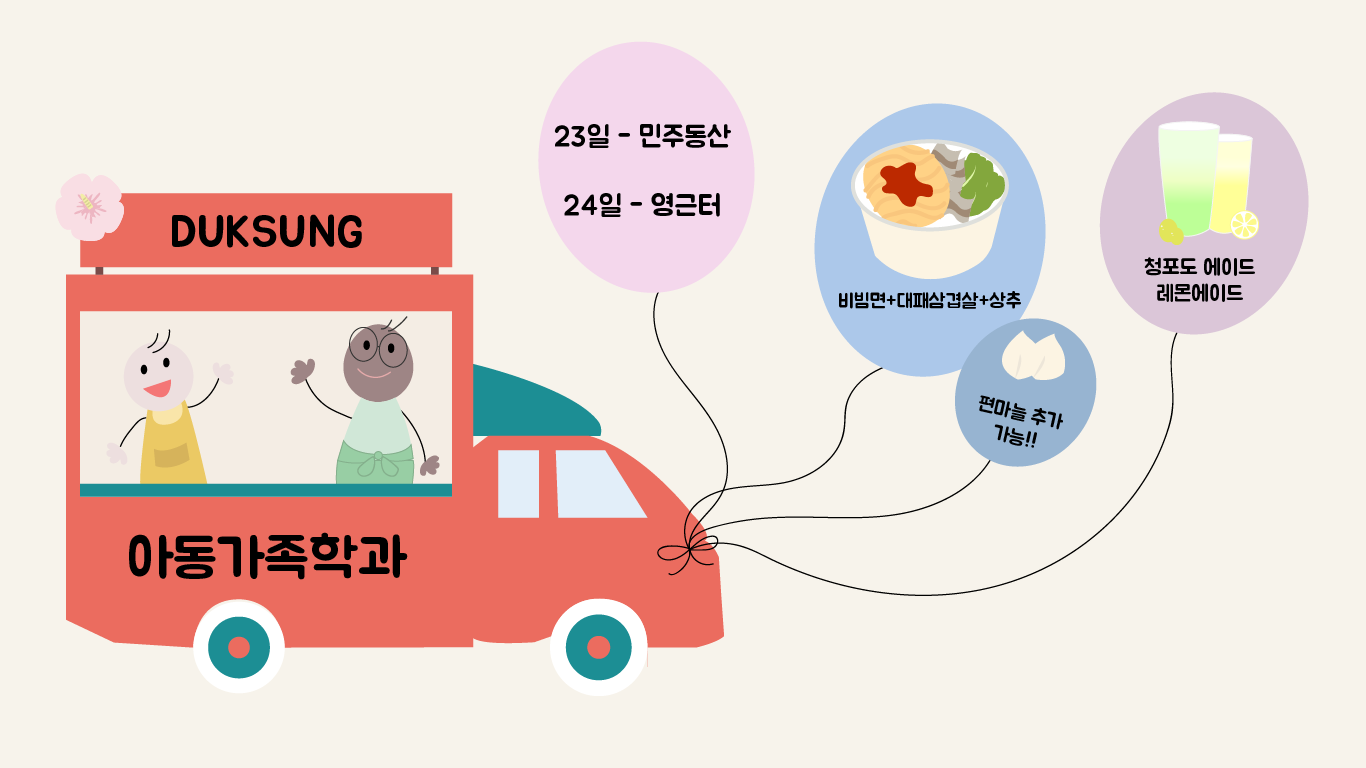 DUKSUNG
아동가족학과
23일 - 민주동산
24일 - 영근터
비빔면+대패삼겹살+상추
편마늘 추가
가능!!
청포도 에이드
레몬에이드